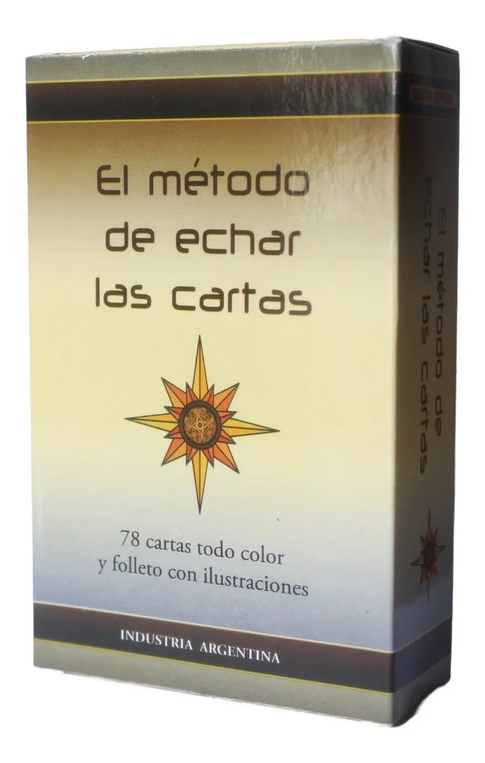 El método
de echar
las cartas
78 cartas todo color
y folleto con ilustraciones
INDUSTRIA ARGENTINA
El método de
echar las cartas